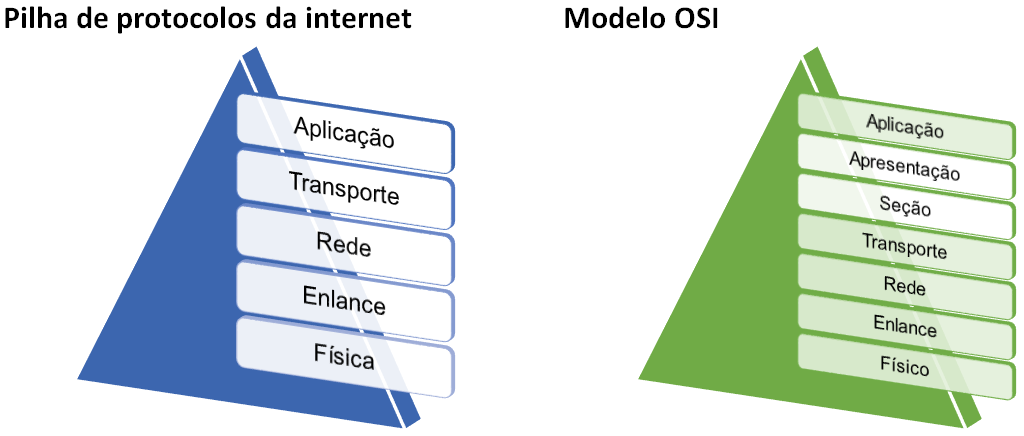 Pilha de protocolos da internet
Aplicação
Transporte
Rede
Enlance
Física
Modelo OSI
Aplicação
Apresentação
Seção
Transporte
Rede
Enlance
Físico